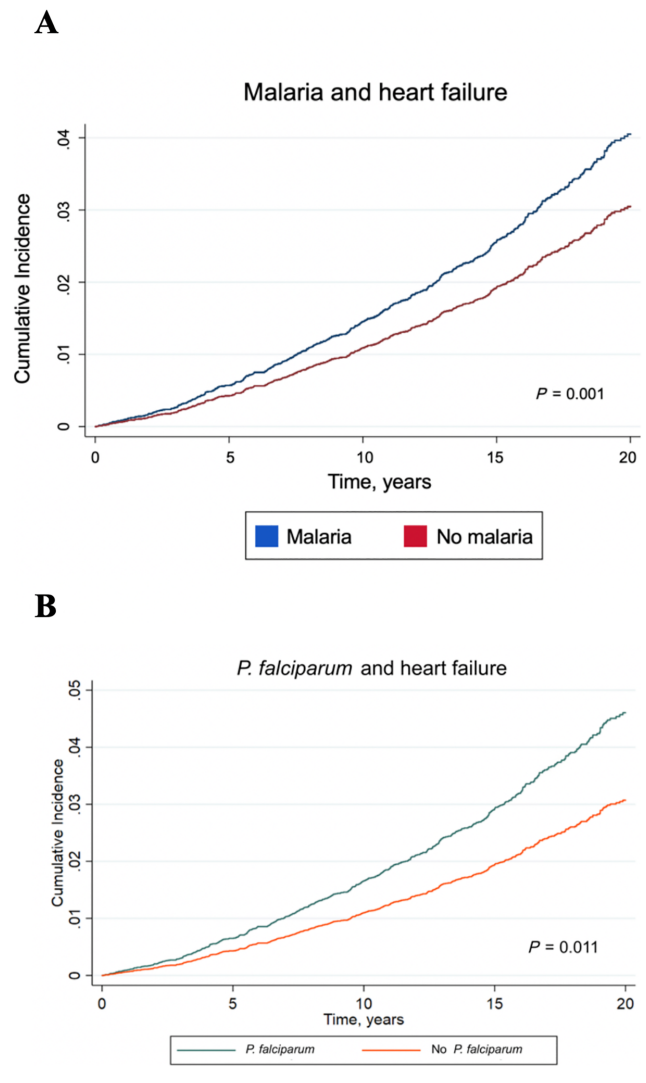 A
Malaria and heart failure
.04
.03
.02
.01
0
Cumulative Incidence
P = 0.001
0 5 10 15 20
Time, years
Malaria No malaria
B
P. falciparum and heart failure
.05
.04
.03
.02
.01
0
Cumulative Incidence
P = 0.011
0 5 10 15 20
Time, years
P. falciparum No P. falciparum